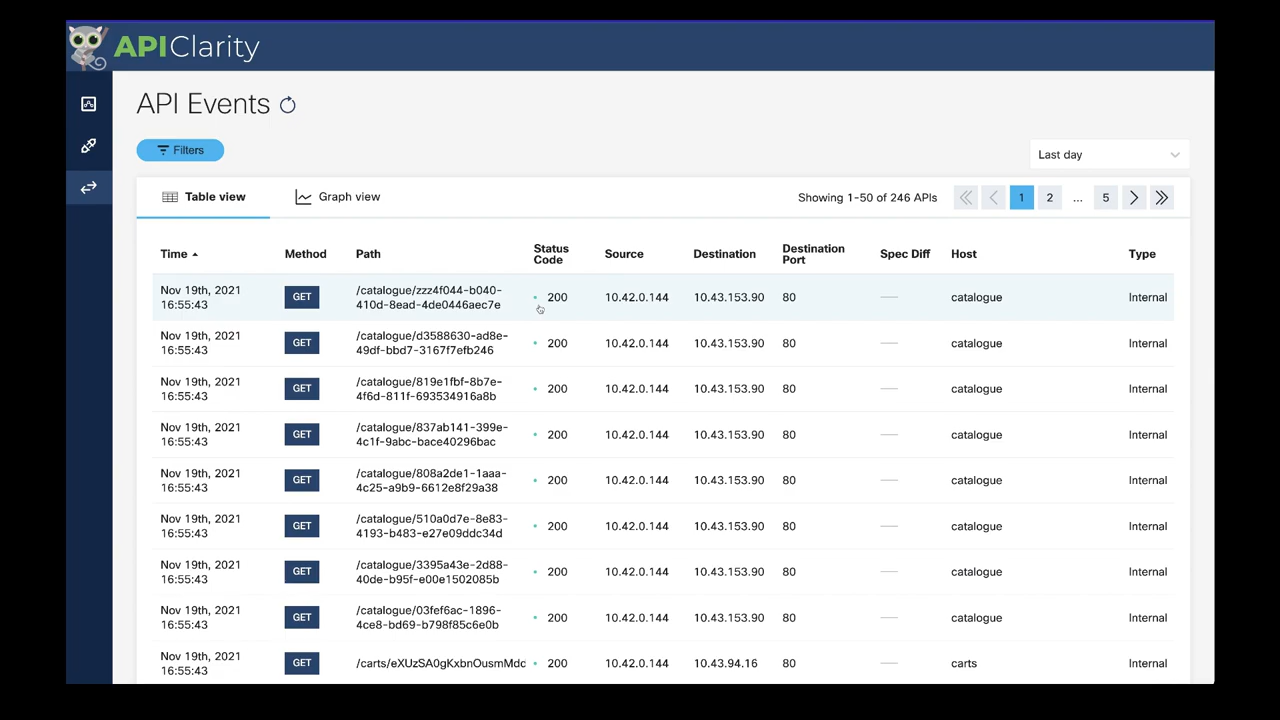 APIClarity
API Events
Filters
Last day
Table view
Graph view
Showing 1-50 of 246 APIs
1
2
...
5
Time
Method
Path
Status
Code
Source
Destination
Destination
Port
Spec Diff
Host
Type
Nov 19th, 2021
16:55:43
GET
/catalogue/zzz4f044-b040-
410d-8ead-4de0446aec7e
200
10.42.0.144
10.43.153.90
80
catalogue
Internal
Nov 19th, 2021
16:55:43
GET
/catalogue/d3588630-ad8e-
49df-bbd7-3167f7efb246
200
10.42.0.144
10.43.153.90
80
catalogue
Internal
Nov 19th, 2021
16:55:43
GET
/catalogue/819e1fbf-8b7e-
4f6d-811f-693534916a8b
200
10.42.0.144
10.43.153.90
80
catalogue
Internal
Nov 19th, 2021
16:55:43
GET
/catalogue/837ab141-399e-
4c1f-9abc-bace40296bac
200
10.42.0.144
10.43.153.90
80
catalogue
Internal
Nov 19th, 2021
16:55:43
GET
/catalogue/808a2de1-1aaa-
4c25-a9b9-6612e8f29a38
200
10.42.0.144
10.43.153.90
80
catalogue
Internal
Nov 19th, 2021
16:55:43
GET
/catalogue/510a0d7e-8e83-
4193-b483-e27e09ddc34d
200
10.42.0.144
10.43.153.90
80
catalogue
Internal
Nov 19th, 2021
16:55:43
GET
/catalogue/3395a43e-2d88-
40de-b95f-e00e1502085b
200
10.42.0.144
10.43.153.90
80
catalogue
Internal
Nov 19th, 2021
16:55:43
GET
/catalogue/03fef6ac-1896-
4ce8-bd69-b798f85c6e0b
200
10.42.0.144
10.43.153.90
80
catalogue
Internal
Nov 19th, 2021
16:55:43
GET
/carts/eXUzSA0gKxbnOusmMdc
200
10.42.0.144
10.43.94.16
80
carts
Internal